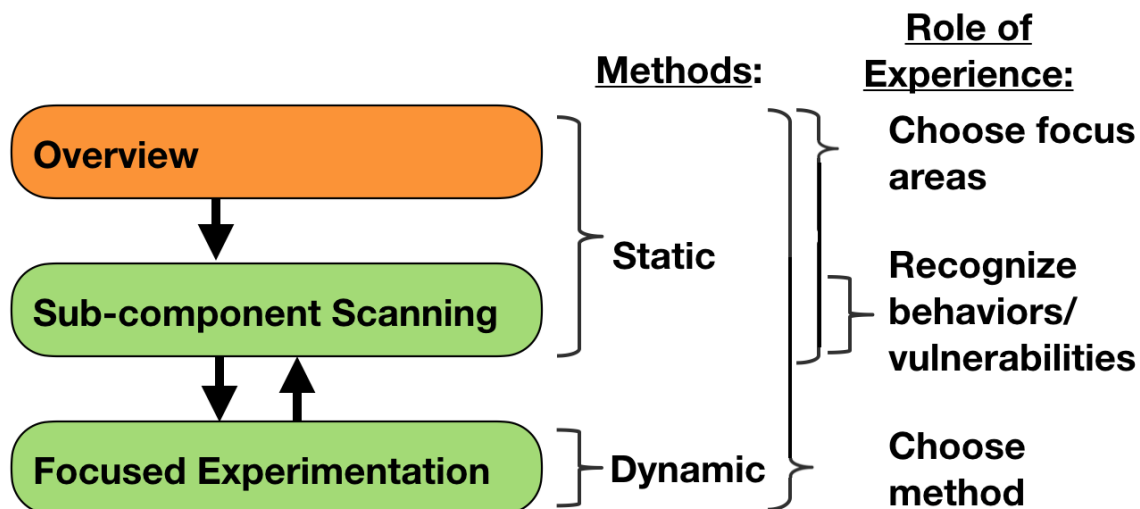 Role of
Experience:
Methods:
Overview
Choose focus
areas
Static
Sub-component Scanning
Recognize
behaviors/
vulnerabilities
Focused Experimentation
Dynamic
Choose
method